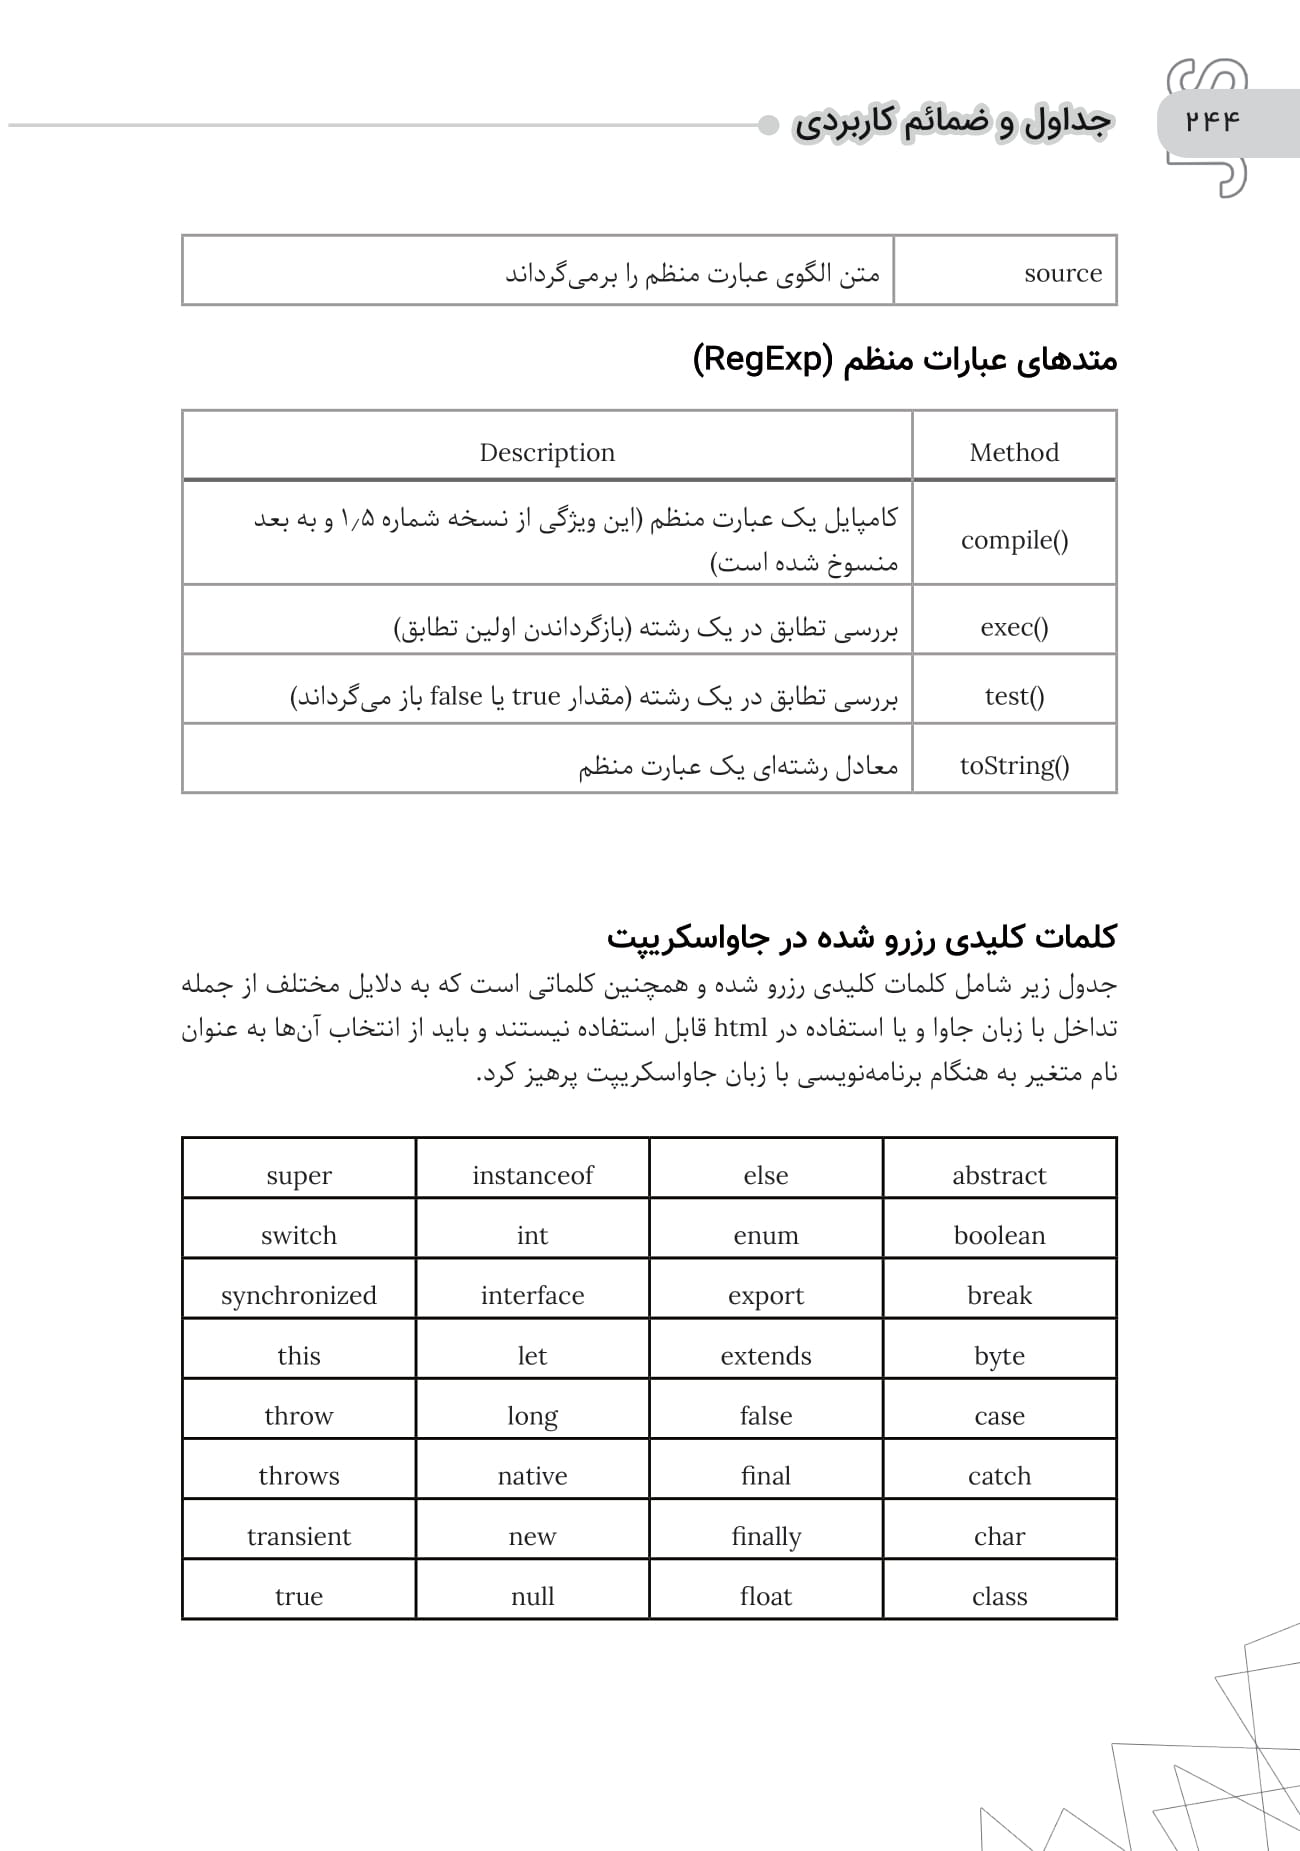 ۲۴۴
جداول و ضمائم کاربردی
source متن الگوی عبارت منظم را برمی‌گرداند
متدهای عبارات منظم (RegExp)
Method Description
compile() کامپایل یک عبارت منظم (این ویژگی از نسخه شماره ۱٫۵ و به بعد
منسوخ شده است)
exec() بررسی تطابق در یک رشته (بازگرداندن اولین تطابق)
test() بررسی تطابق در یک رشته (مقدار true یا false باز می‌گرداند)
toString() معادل رشته‌ای یک عبارت منظم
کلمات کلیدی رزرو شده در جاواسکریپت
جدول زیر شامل کلمات کلیدی رزرو شده و همچنین کلماتی است که به دلایل مختلف از جمله
تداخل با زبان جاوا و یا استفاده در html قابل استفاده نیستند و باید از انتخاب آن‌ها به عنوان
نام متغیر به هنگام برنامه‌نویسی با زبان جاواسکریپت پرهیز کرد.
abstract else instanceof super
boolean enum int switch
break export interface synchronized
byte extends let this
case false long throw
catch final native throws
char finally new transient
class float null true